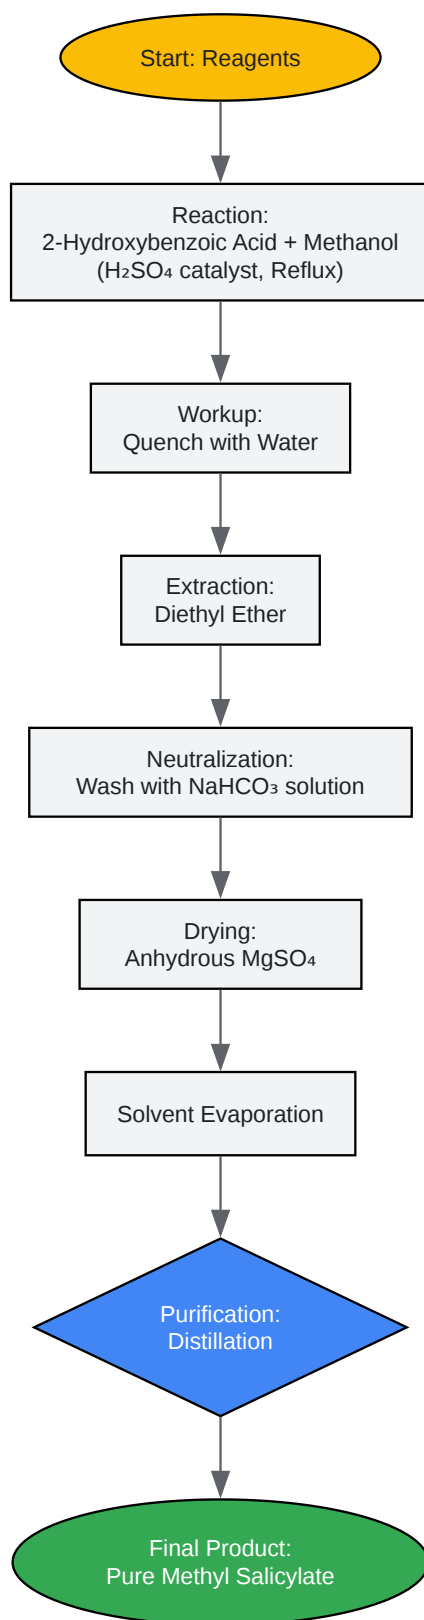 Start: Reagents
Reaction:
2-Hydroxybenzoic Acid + Methanol
(H₂SO₄ catalyst, Reflux)
Workup:
Quench with Water
Extraction:
Diethyl Ether
Neutralization:
Wash with NaHCO₃ solution
Drying:
Anhydrous MgSO₄
Solvent Evaporation
Purification:
Distillation
Final Product:
Pure Methyl Salicylate